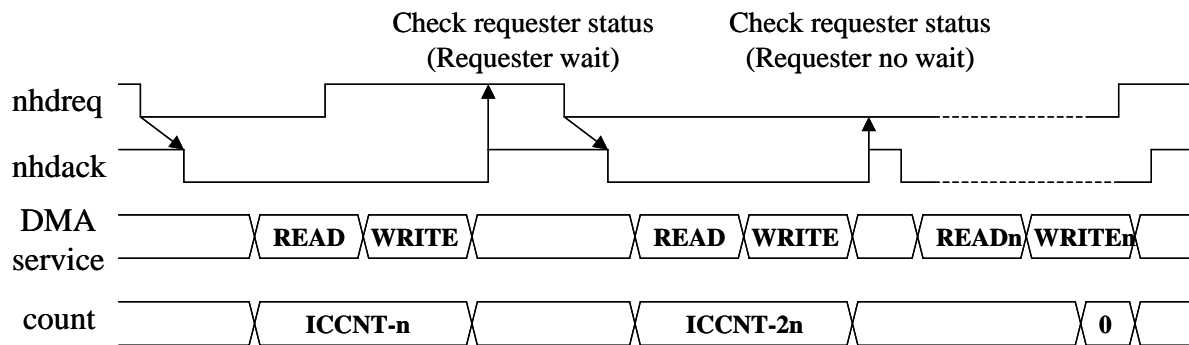 Check requester status
(Requester wait)
Check requester status
(Requester no wait)
nhdreq
nhdack
DMA
service
READ WRITE READ WRITE READn WRITEn
count
ICCNT-n ICCNT-2n 0